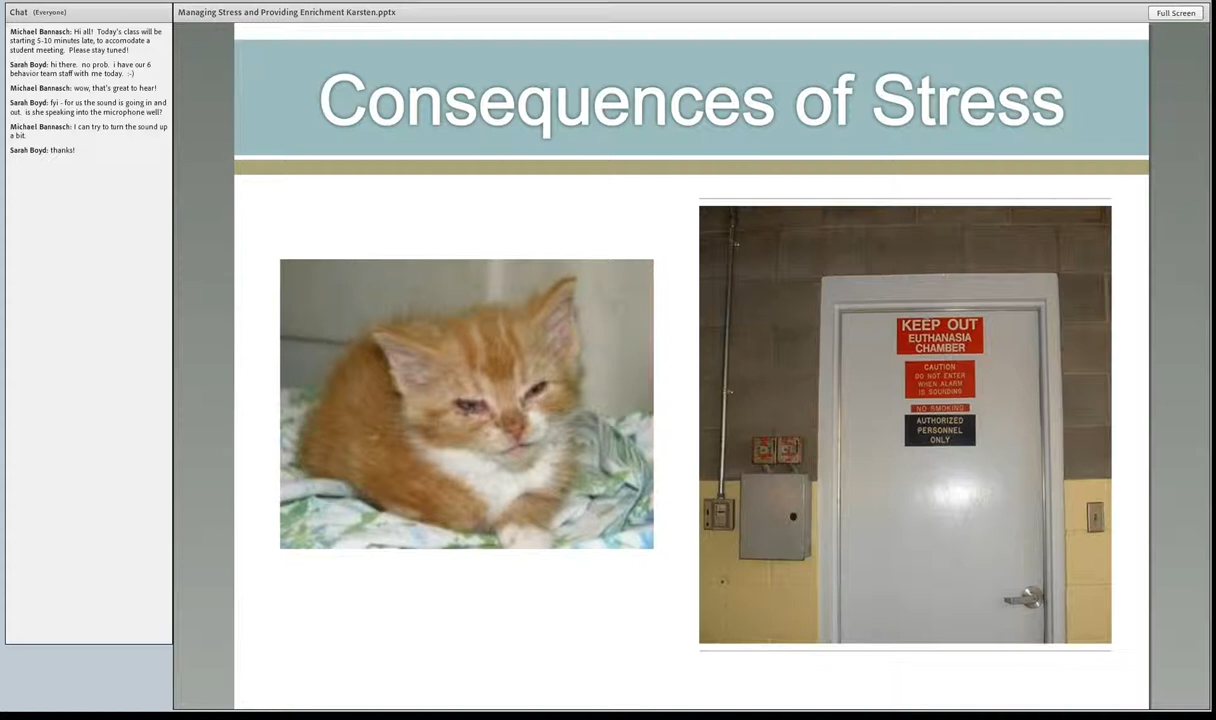 Chat (Everyone)
Michael Bannasch: Hi all! Today's class will be
starting 5-10 minutes late, to accomodate a
student meeting. Please stay tuned!
Sarah Boyd: hi there. no prob. i have our 6
behavior team staff with me today. :-)
Michael Bannasch: wow, that's great to hear!
Sarah Boyd: fyi - for us the sound is going in and
out. is she speaking into the microphone well?
Michael Bannasch: I can try to turn the sound up
a bit.
Sarah Boyd: thanks!
Managing Stress and Providing Enrichment Karsten.pptx
Full Screen
Consequences of Stress
KEEP OUT
EUTHANASIA
CHAMBER
CAUTION
DO NOT ENTER
WHEN ALARM
IS SOUNDING
NO SMOKING
AUTHORIZED
PERSONNEL
ONLY